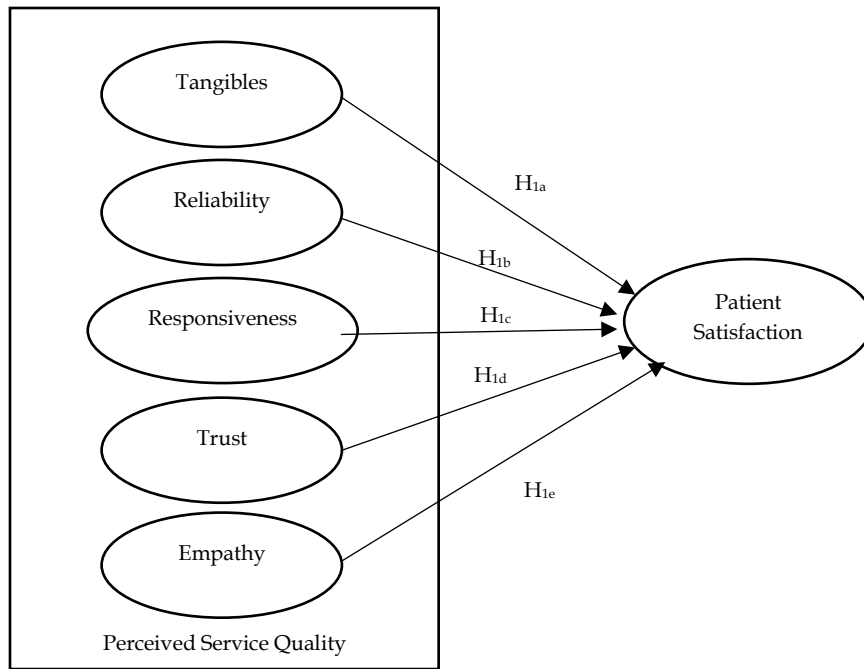 Tangibles
H1a
Reliability
H1b
Responsiveness
H1c
Patient
Satisfaction
H1d
Trust
H1e
Empathy
Perceived Service Quality